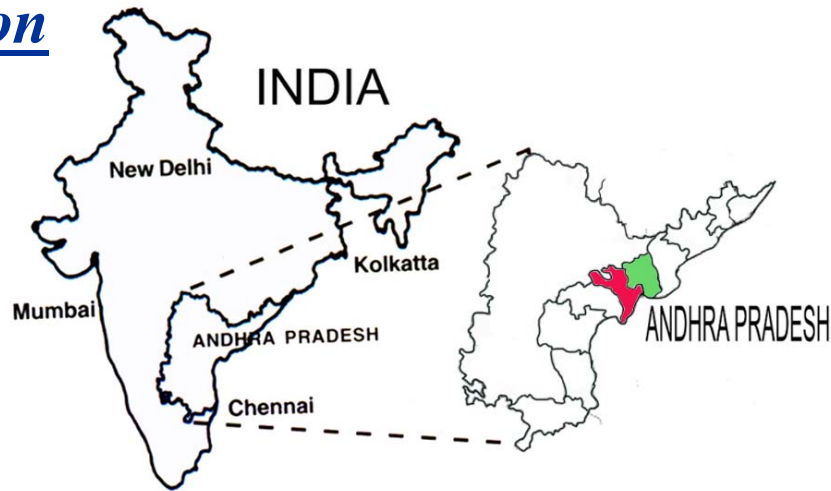 on
INDIA
New Delhi
Kolkatta
Mumbai
ANDHRA PRADESH
ANDHRA PRADESH
Chennai